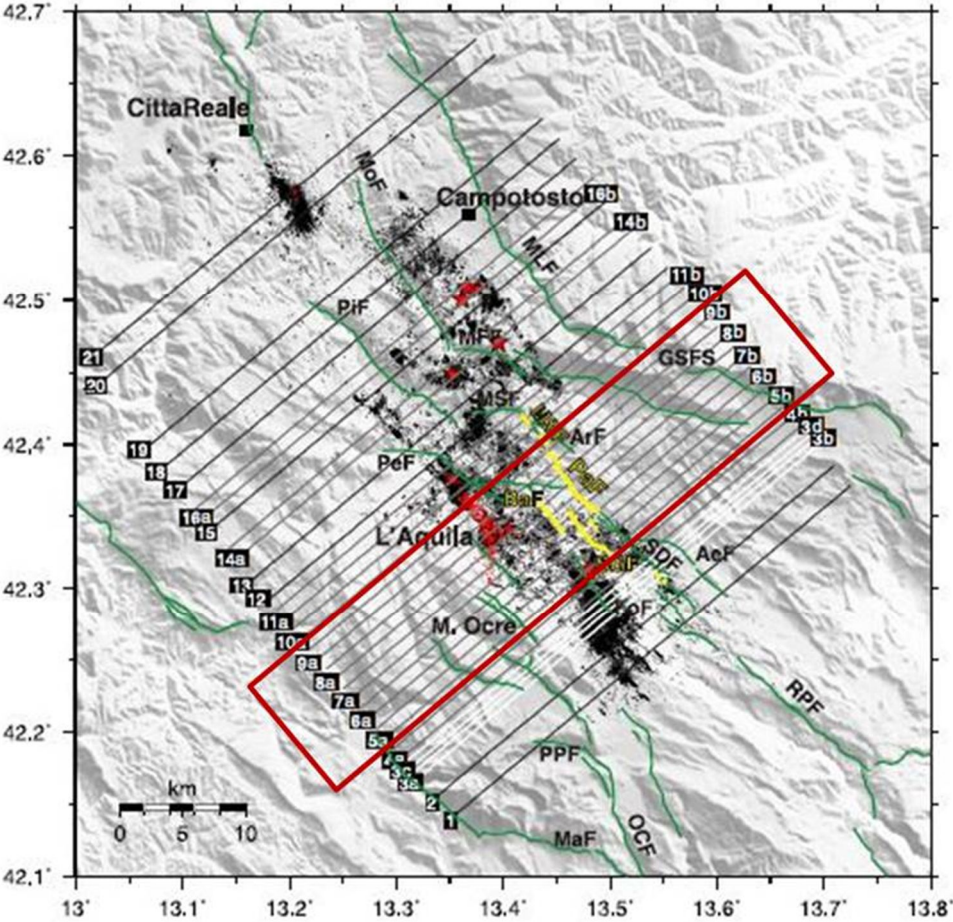 42.7
CittaReale
42.6
MoF
Campotosto
16b
14b
MLF
11b
42.5
10b
9b
PiF
8b
MFF
GSFS
7b
21
6b
20
5b
MSF
4b
ArF
3d
42.4
3b
19
PeF
PaF
18
17
BaF
16a
L'Aquila
15
SDF
AcF
14a
42.3
13
12
11a
M. Ocre
10a
9a
8a
RPF
7a
42.2
6a
5a
PPF
3a
km
2
1
0 5 10
MaF
OCF
42.1
13° 13.1 13.2 13.3 13.4 13.5 13.6 13.7 13.8